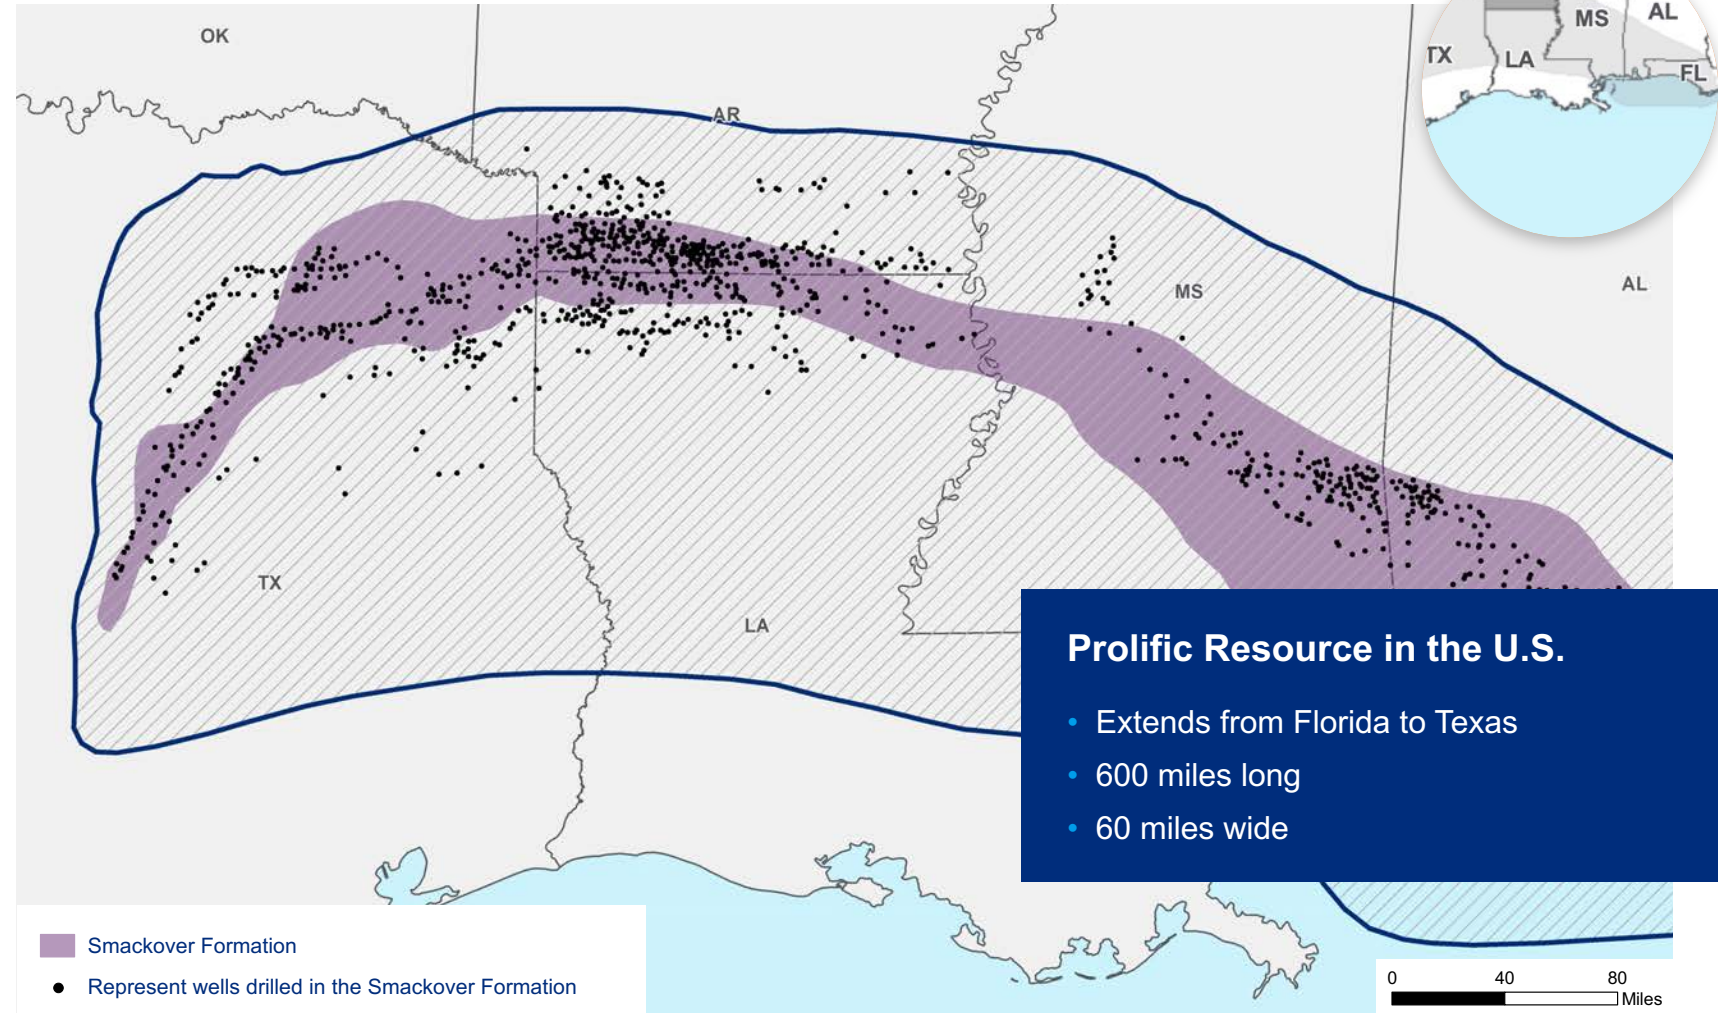 OK
AR
MS
AL
TX
LA
MS
AL
TX
LA
FL
Prolific Resource in the U.S.
• Extends from Florida to Texas
• 600 miles long
• 60 miles wide
Smackover Formation
Represent wells drilled in the Smackover Formation
0 40 80
Miles